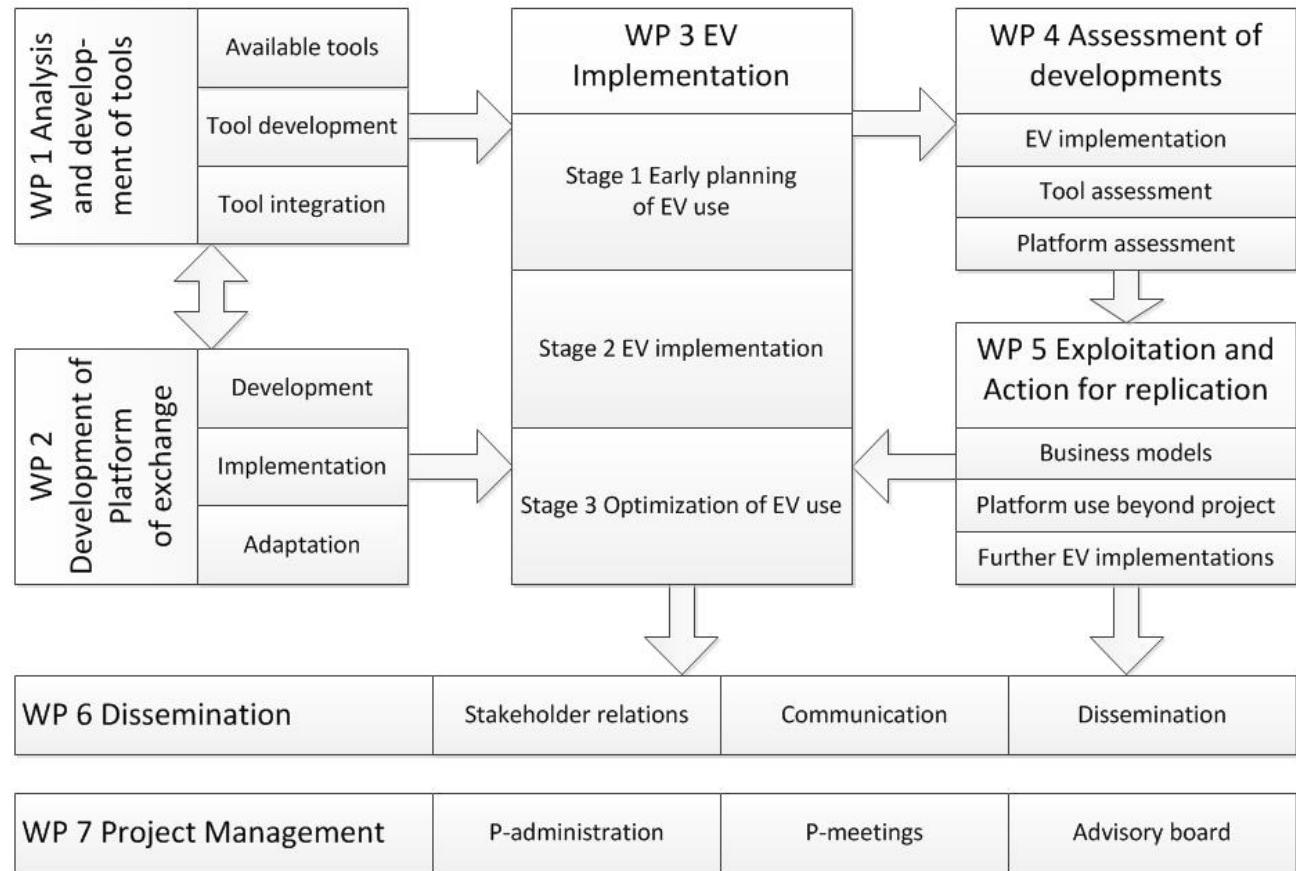 WP 1 Analysis
and develop-
ment of tools
Available tools
Tool development
Tool integration
WP 2
Development of
Platform
of exchange
Development
Implementation
Adaptation
WP 3 EV
Implementation
Stage 1 Early planning
of EV use
Stage 2 EV implementation
Stage 3 Optimization of EV use
WP 4 Assessment of
developments
EV implementation
Tool assessment
Platform assessment
WP 5 Exploitation and
Action for replication
Business models
Platform use beyond project
Further EV implementations
WP 6 Dissemination
Stakeholder relations
Communication
Dissemination
WP 7 Project Management
P-administration
P-meetings
Advisory board